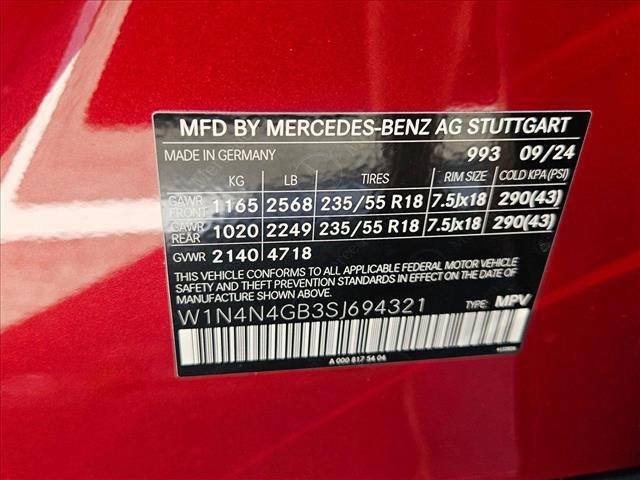 MFD BY MERCEDES-BENZ AG STUTTGART
MADE IN GERMANY 993 09/24
KG LB TIRES RIM SIZE COLD KPA (PSI)
GAWR FRONT 1165 2568 235/55 R18 7.5Jx18 290(43)
GAWR REAR 1020 2249 235/55 R18 7.5Jx18 290(43)
GVWR 2140 4718
THIS VEHICLE CONFORMS TO ALL APPLICABLE FEDERAL MOTOR VEHICLE
SAFETY AND THEFT PREVENTION STANDARDS IN EFFECT ON THE DATE OF
MANUFACTURE SHOWN ABOVE.
W1N4N4GB3SJ694321 TYPE: MPV
A 000 817 54 04